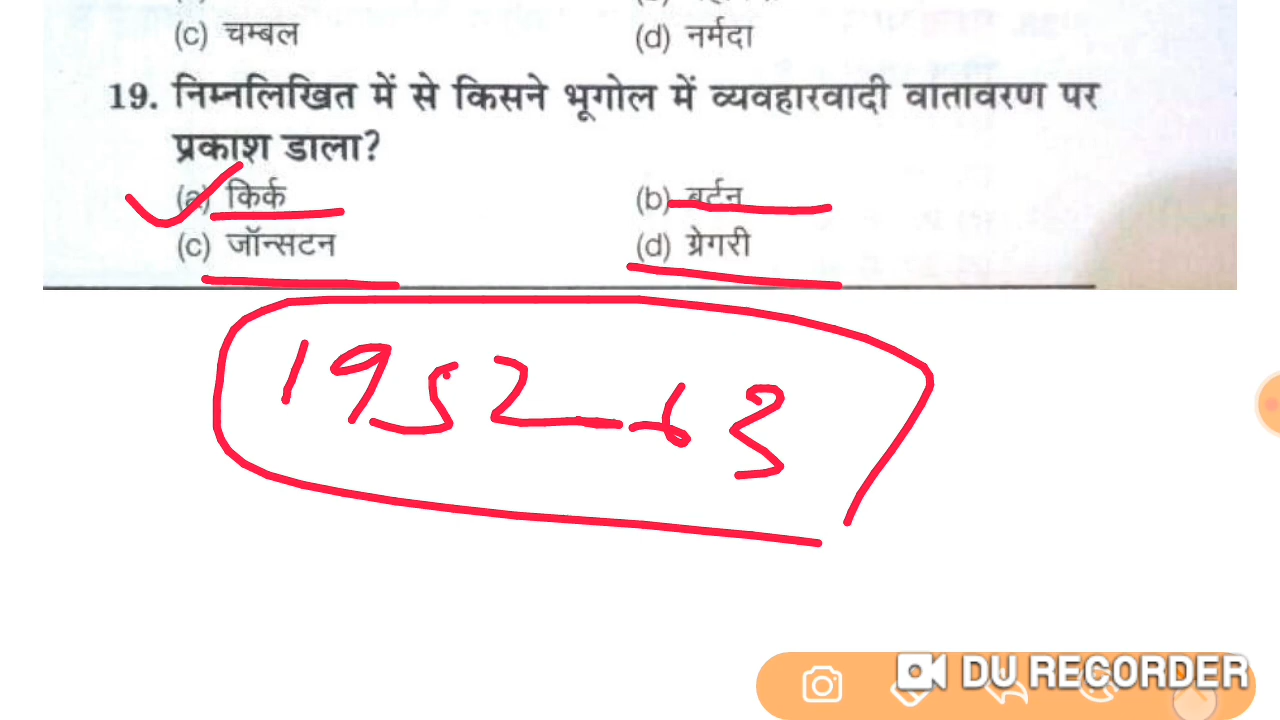 (c) चम्बल (d) नर्मदा
19. निम्नलिखित में से किसने भूगोल में व्यवहारवादी वातावरण पर
प्रकाश डाला?
(a) किर्क (b) बर्टन
(c) जॉन्सटन (d) ग्रेगरी
1952-63
DU RECORDER